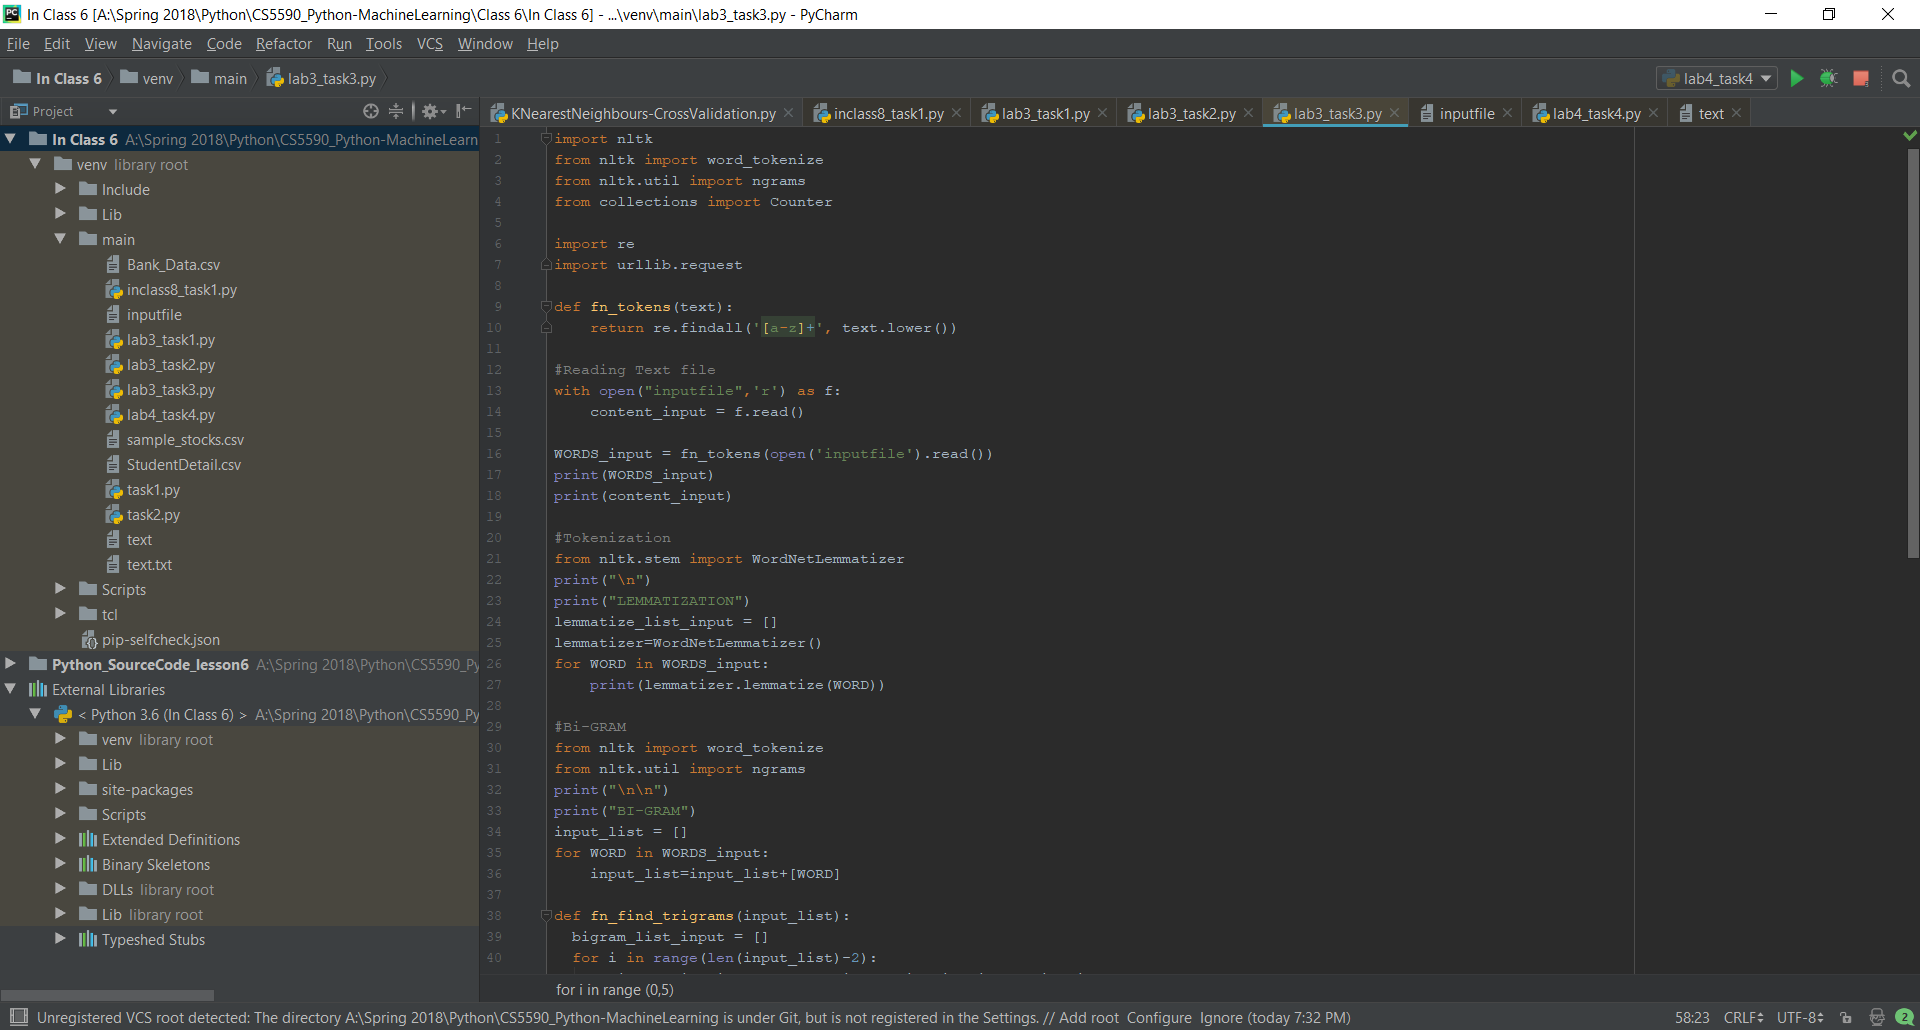 In Class 6 [A:\Spring 2018\Python\CS5590_Python-MachineLearning\Class 6\In Class 6] - ...\venv\main\lab3_task3.py - PyCharm
File Edit View Navigate Code Refactor Run Tools VCS Window Help
In Class 6 venv main lab3_task3.py lab4_task4
Project
KNearestNeighbours-CrossValidation.py inclass8_task1.py lab3_task1.py lab3_task2.py lab3_task3.py inputfile lab4_task4.py text
In Class 6 A:\Spring 2018\Python\CS5590_Python-MachineLearn
venv library root
Include
Lib
main
Bank_Data.csv
inclass8_task1.py
inputfile
lab3_task1.py
lab3_task2.py
lab3_task3.py
lab4_task4.py
sample_stocks.csv
StudentDetail.csv
task1.py
task2.py
text
text.txt
Scripts
tcl
pip-selfcheck.json
Python_SourceCode_lesson6 A:\Spring 2018\Python\CS5590_Py
External Libraries
< Python 3.6 (In Class 6) > A:\Spring 2018\Python\CS5590_Py
venv library root
Lib
site-packages
Scripts
Extended Definitions
Binary Skeletons
DLLs library root
Lib library root
Typeshed Stubs
1 import nltk
2 from nltk import word_tokenize
3 from nltk.util import ngrams
4 from collections import Counter
5
6 import re
7 import urllib.request
8
9 def fn_tokens(text):
10 return re.findall('[a-z]+', text.lower())
11
12 #Reading Text file
13 with open("inputfile",'r') as f:
14 content_input = f.read()
15
16 WORDS_input = fn_tokens(open('inputfile').read())
17 print(WORDS_input)
18 print(content_input)
19
20 #Tokenization
21 from nltk.stem import WordNetLemmatizer
22 print("\n")
23 print("LEMMATIZATION")
24 lemmatize_list_input = []
25 lemmatizer=WordNetLemmatizer()
26 for WORD in WORDS_input:
27 print(lemmatizer.lemmatize(WORD))
28
29 #Bi-GRAM
30 from nltk import word_tokenize
31 from nltk.util import ngrams
32 print("\n\n")
33 print("BI-GRAM")
34 input_list = []
35 for WORD in WORDS_input:
36 input_list=input_list+[WORD]
37
38 def fn_find_trigrams(input_list):
39 bigram_list_input = []
40 for i in range(len(input_list)-2):
for i in range (0,5)
Unregistered VCS root detected: The directory A:\Spring 2018\Python\CS5590_Python-MachineLearning is under Git, but is not registered in the Settings. // Add root Configure Ignore (today 7:32 PM) 58:23 CRLF UTF-8 2